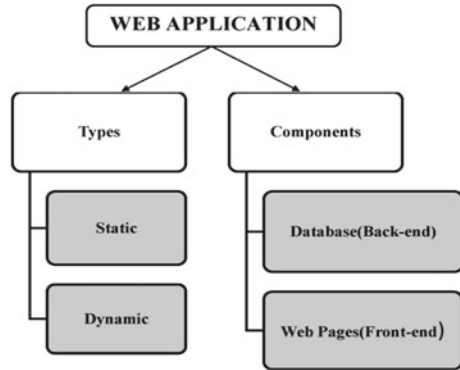 WEB APPLICATION
Types
Components
Static
Database(Back-end)
Dynamic
Web Pages(Front-end)